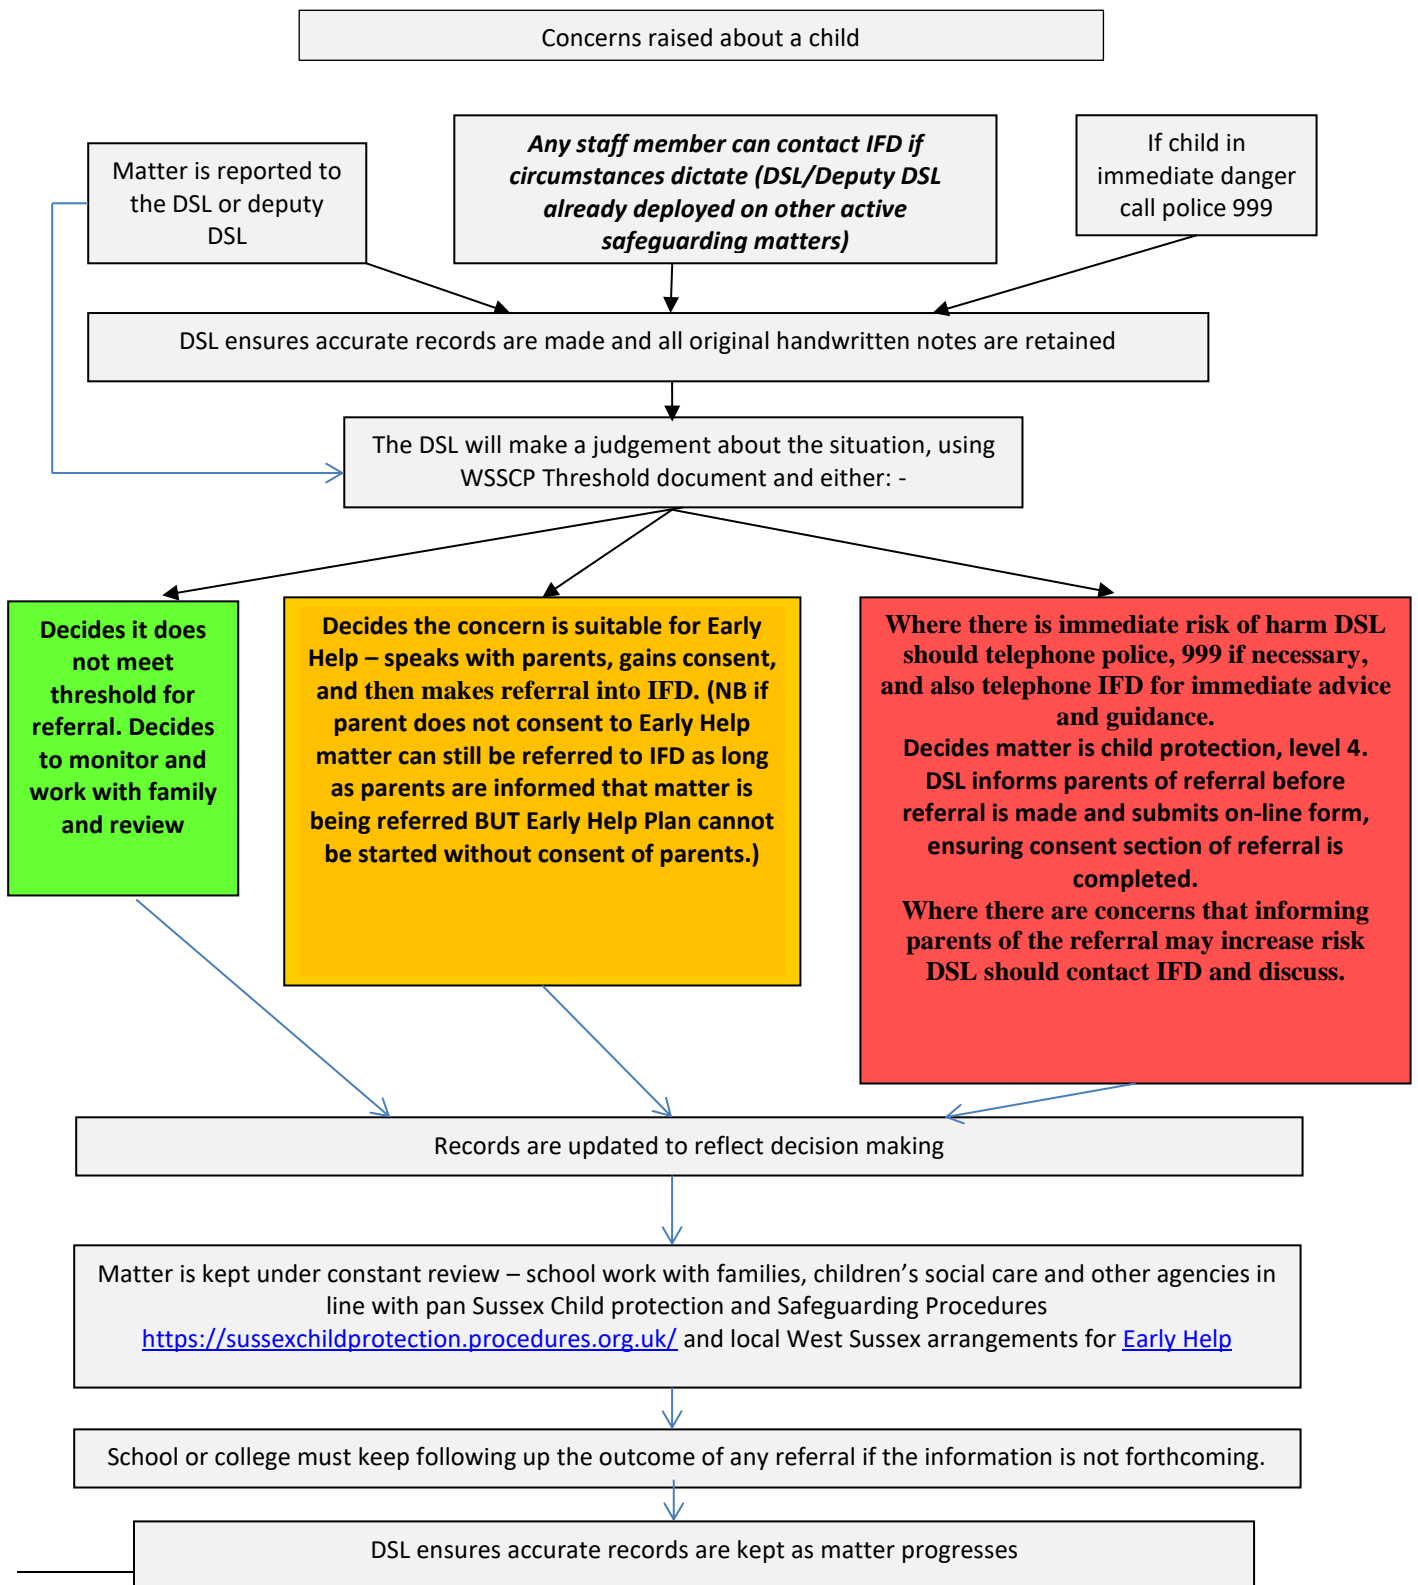 Concerns raised about a child
Matter is reported to
the DSL or deputy
DSL
Any staff member can contact IFD if
circumstances dictate (DSL/Deputy DSL
already deployed on other active
safeguarding matters)
If child in
immediate danger
call police 999
DSL ensures accurate records are made and all original handwritten notes are retained
The DSL will make a judgement about the situation, using
WSSCP Threshold document and either: -
Decides it does
not meet
threshold for
referral. Decides
to monitor and
work with family
and review
Decides the concern is suitable for Early
Help – speaks with parents, gains consent,
and then makes referral into IFD. (NB if
parent does not consent to Early Help
matter can still be referred to IFD as long
as parents are informed that matter is
being referred BUT Early Help Plan cannot
be started without consent of parents.)
Where there is immediate risk of harm DSL
should telephone police, 999 if necessary,
and also telephone IFD for immediate advice
and guidance.
Decides matter is child protection, level 4.
DSL informs parents of referral before
referral is made and submits on-line form,
ensuring consent section of referral is
completed.
Where there are concerns that informing
parents of the referral may increase risk
DSL should contact IFD and discuss.
Records are updated to reflect decision making
Matter is kept under constant review – school work with families, children’s social care and other agencies in
line with pan Sussex Child protection and Safeguarding Procedures
https://sussexchildprotection.procedures.org.uk/ and local West Sussex arrangements for Early Help
School or college must keep following up the outcome of any referral if the information is not forthcoming.
DSL ensures accurate records are kept as matter progresses